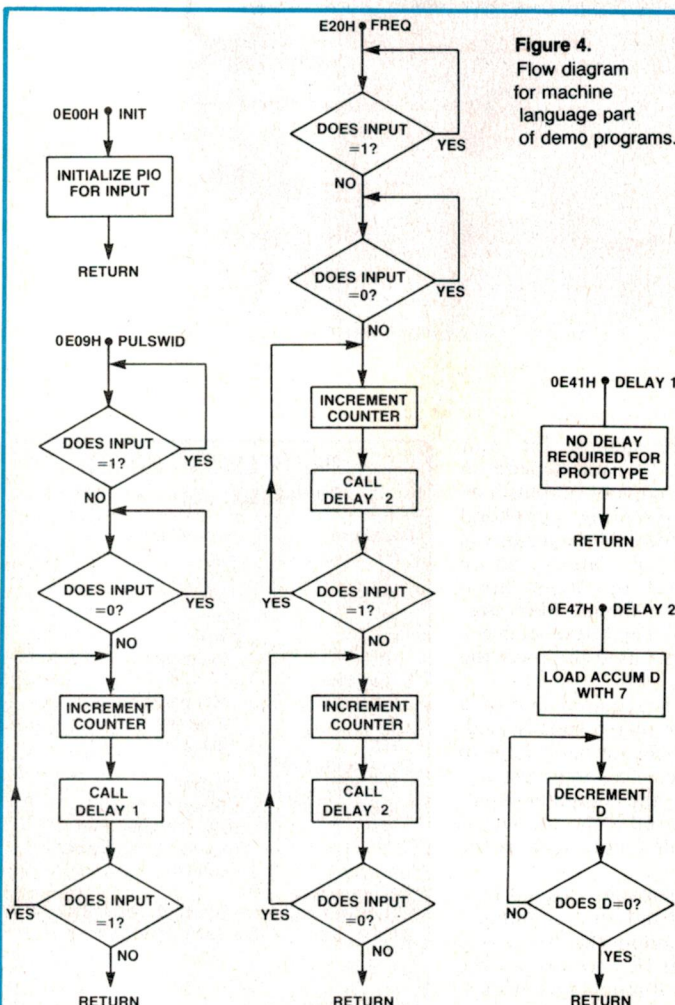 Figure 4.
Flow diagram
for machine
language part
of demo programs.
0E00H INIT
INITIALIZE PIO
FOR INPUT
RETURN
0E09H PULSWID
DOES INPUT
=1?
YES
NO
DOES INPUT
=0?
YES
NO
INCREMENT
COUNTER
CALL
DELAY 1
DOES INPUT
=1?
YES
NO
RETURN
E20H FREQ
DOES INPUT
=1?
YES
NO
DOES INPUT
=0?
YES
NO
INCREMENT
COUNTER
CALL
DELAY 2
DOES INPUT
=1?
YES
NO
INCREMENT
COUNTER
CALL
DELAY 2
DOES INPUT
=0?
YES
NO
RETURN
0E41H DELAY 1
NO DELAY
REQUIRED FOR
PROTOTYPE
RETURN
0E47H DELAY 2
LOAD ACCUM D
WITH 7
DECREMENT
D
DOES D=0?
NO
YES
RETURN